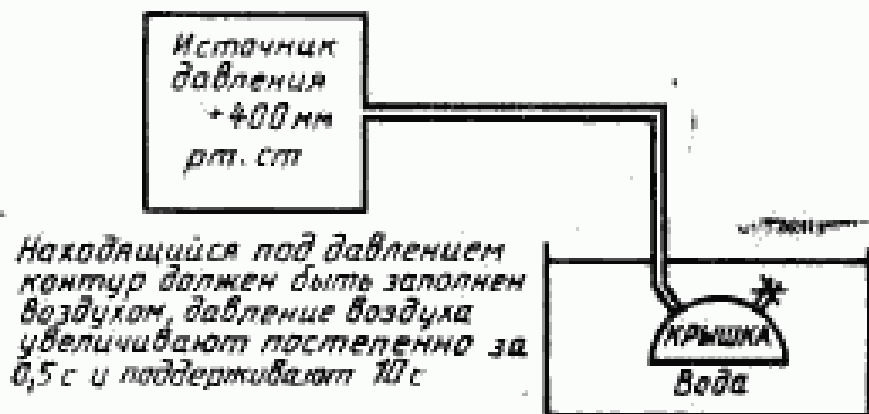 Источник
давления
+400 мм
рт. ст
Находящийся под давлением
контур должен быть заполнен
воздухом, давление воздуха
увеличивают постепенно за
0,5 с и поддерживают 10 с
КРЫШКА
Вода